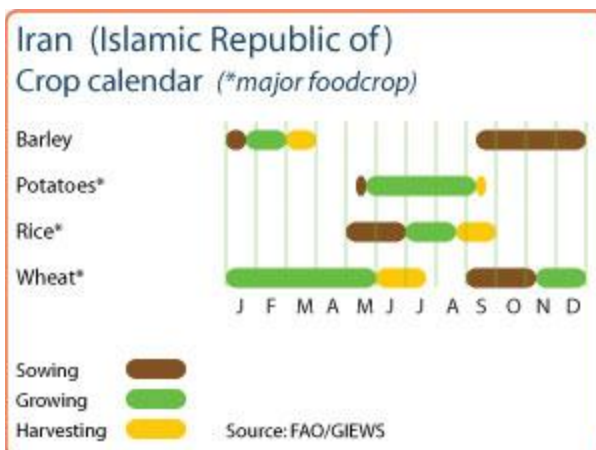 Iran (Islamic Republic of)
Crop calendar (*major foodcrop)
Barley
Potatoes*
Rice*
Wheat*
J F M A M J J A S O N D
Sowing
Growing
Harvesting Source: FAO/GIEWS